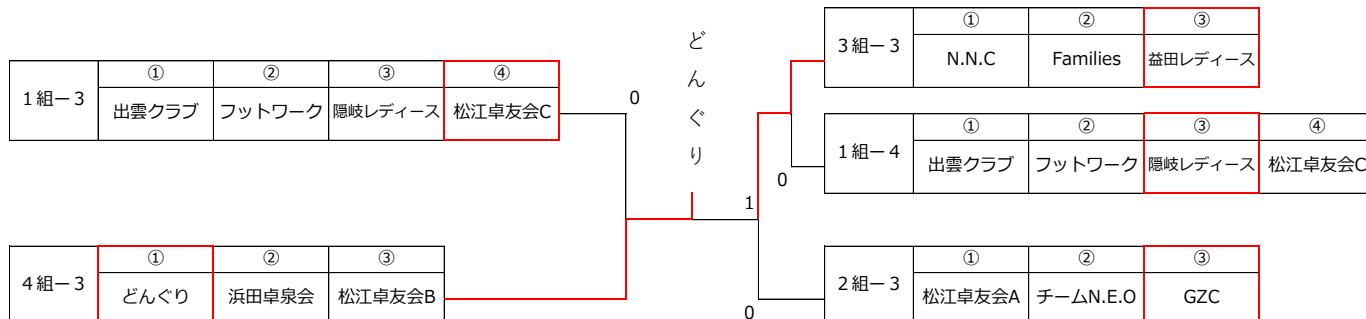 1組ー3
① ② ③ ④
出雲クラブ フットワーク 隠岐レディース 松江卓友会C
0
4組ー3
① ② ③
どんぐり 浜田卓泉会 松江卓友会B
どんぐり
1
3組ー3
① ② ③
N.N.C Families 益田レディース
0
1組ー4
① ② ③ ④
出雲クラブ フットワーク 隠岐レディース 松江卓友会C
0
2組ー3
① ② ③
松江卓友会A チームN.E.O GZC